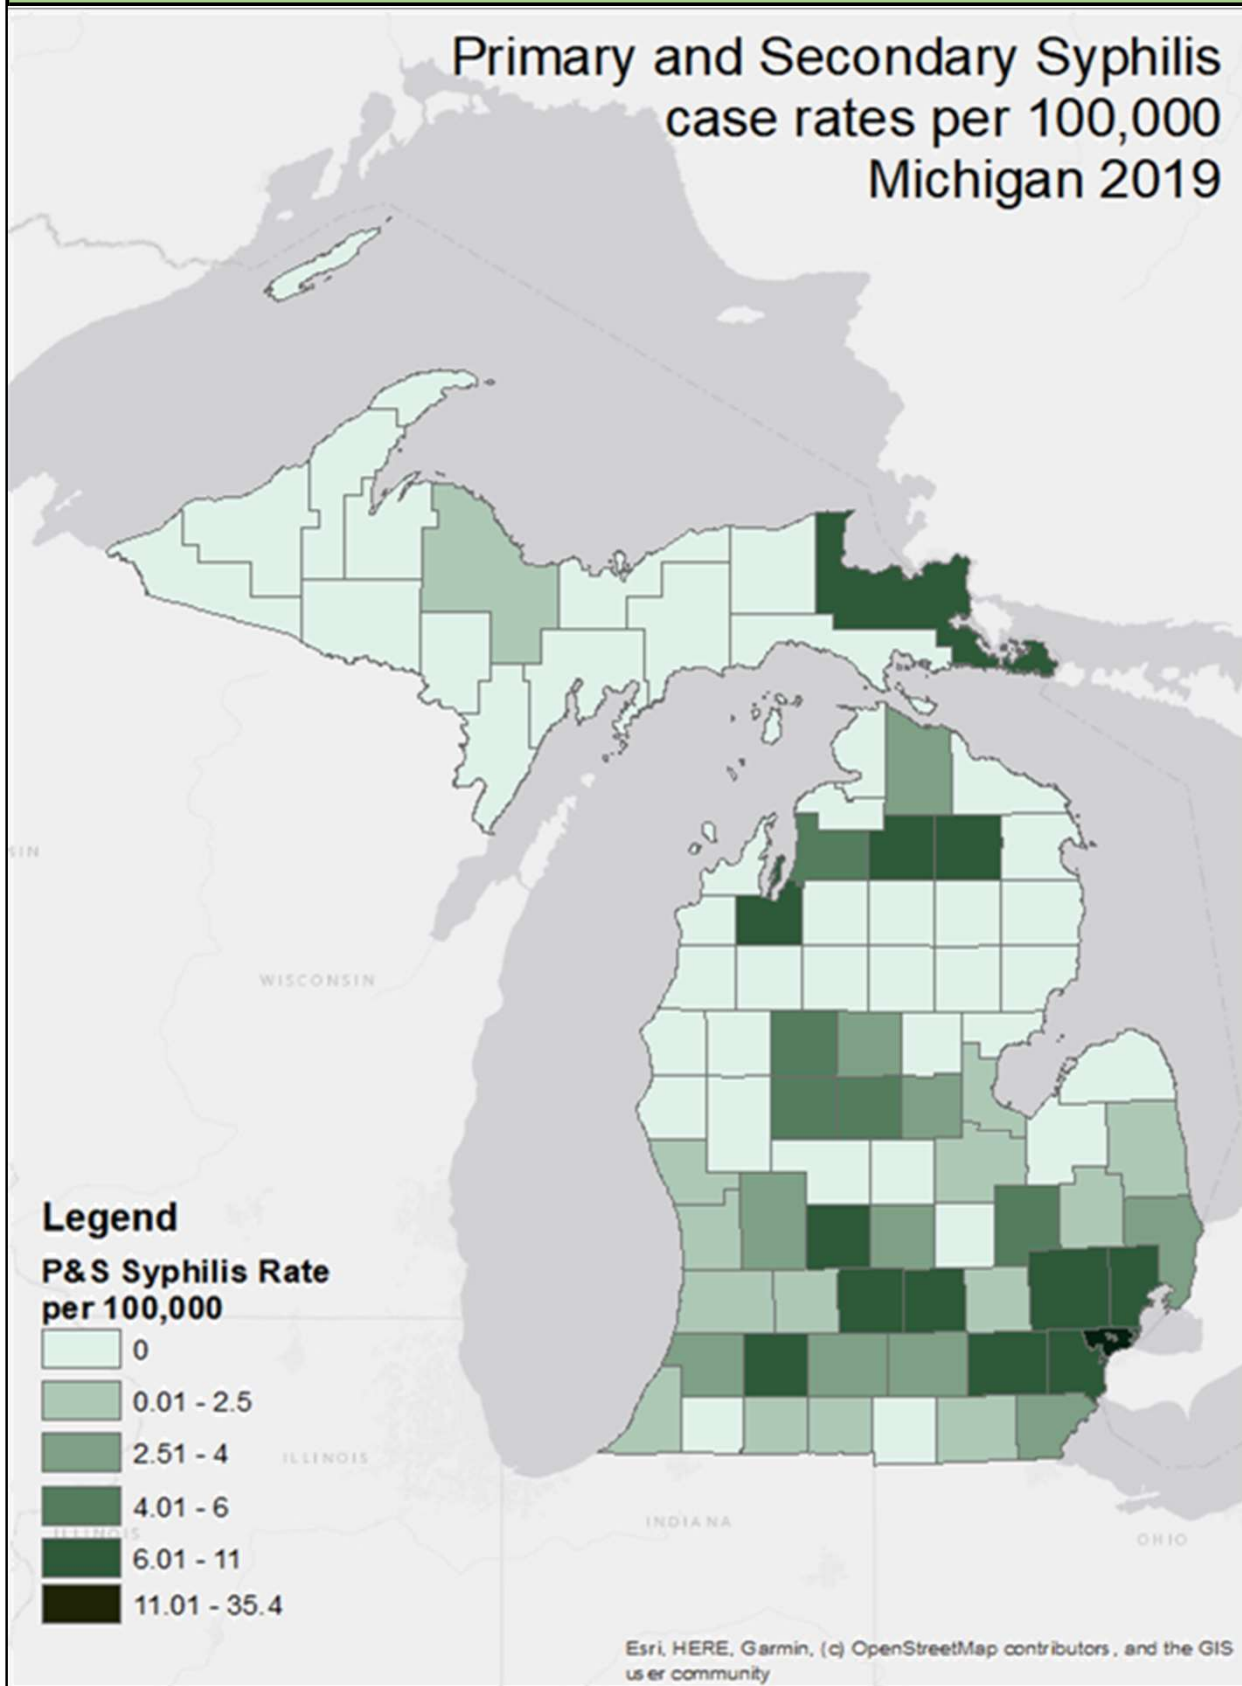 Primary and Secondary Syphilis
case rates per 100,000
Michigan 2019
SIN
WISCONSIN
Legend
P&S Syphilis Rate
per 100,000
0
0.01 - 2.5
2.51 - 4
4.01 - 6
6.01 - 11
11.01 - 35.4
ILLINOIS
ILLINOIS
INDIANA
OHIO
Esri, HERE, Garmin, (c) OpenStreetMap contributors, and the GIS
user community